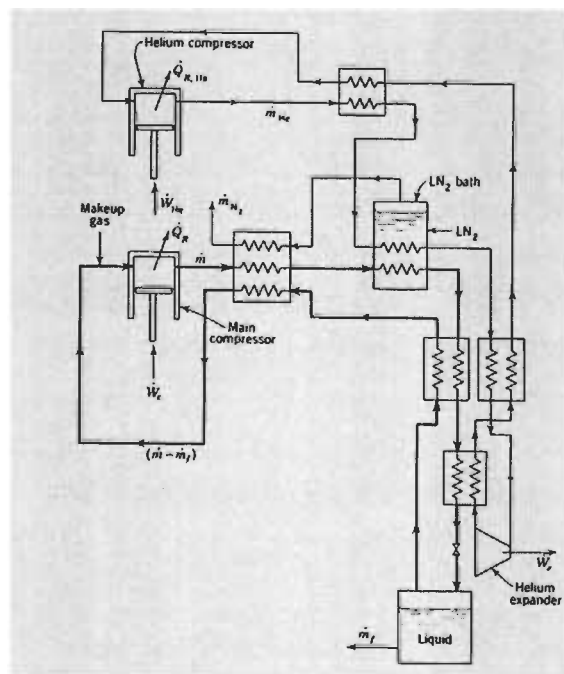 Helium compressor
Q̇R, He
ṁHe
LN2 bath
ẆHe
ṁN2
LN2
Makeup
gas
Q̇R
ṁ
Main
compressor
Ẇc
(ṁ − ṁf)
Ẇe
Helium
expander
Liquid
ṁf